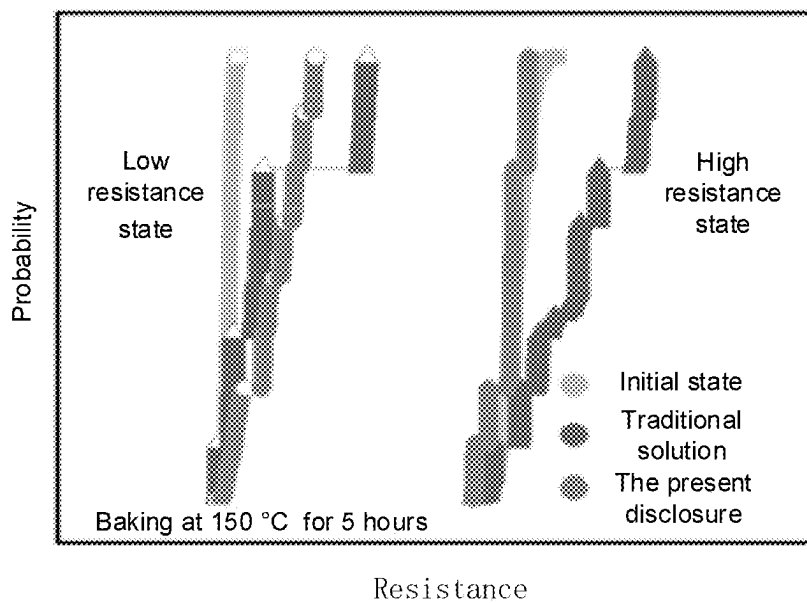 Low
resistance
state
High
resistance
state
Probability
Initial state
Traditional
solution
The present
disclosure
Baking at 150 °C for 5 hours
Resistance